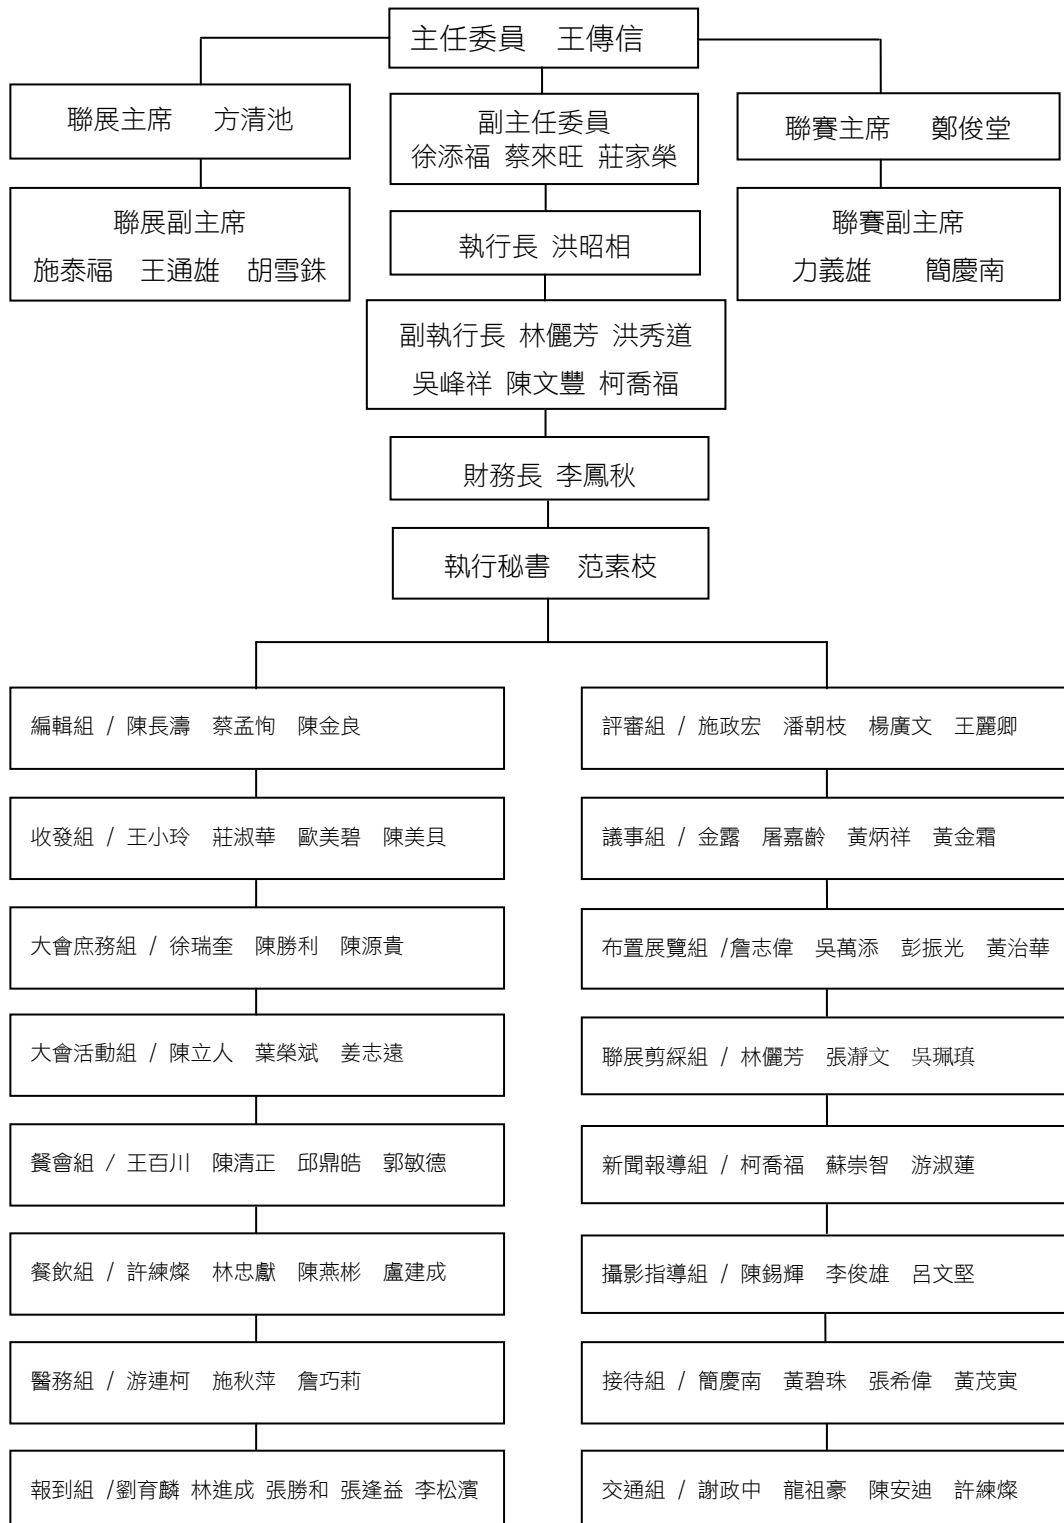 主任委員　王傳信
聯展主席　方清池
副主任委員
徐添福 蔡來旺 莊家榮
聯賽主席　鄭俊堂
聯展副主席
施泰福　王通雄　胡雪銖
執行長 洪昭相
聯賽副主席
力義雄　簡慶南
副執行長 林儷芳 洪秀道
吳峰祥 陳文豐 柯喬福
財務長 李鳳秋
執行秘書　范素枝
編輯組 / 陳長濤　蔡孟恂　陳金良
收發組 / 王小玲　莊淑華　歐美碧　陳美貝
大會庶務組 / 徐瑞奎　陳勝利　陳源貴
大會活動組 / 陳立人　葉榮斌　姜志遠
餐會組 / 王百川　陳清正　邱鼎皓　郭敏德
餐飲組 / 許練燦　林忠獻　陳燕彬　盧建成
醫務組 / 游連柯　施秋萍　詹巧莉
報到組 /劉育麟 林進成 張勝和 張逢益 李松濱
評審組 / 施政宏　潘朝枝　楊廣文　王麗卿
議事組 / 金露　屠嘉齡　黃炳祥　黃金霜
布置展覽組 /詹志偉　吳萬添　彭振光　黃治華
聯展剪綵組 / 林儷芳　張瀞文　吳珮瑱
新聞報導組 / 柯喬福　蘇崇智　游淑蓮
攝影指導組 / 陳錫輝　李俊雄　呂文堅
接待組 / 簡慶南　黃碧珠　張希偉　黃茂寅
交通組 / 謝政中　龍祖豪　陳安迪　許練燦